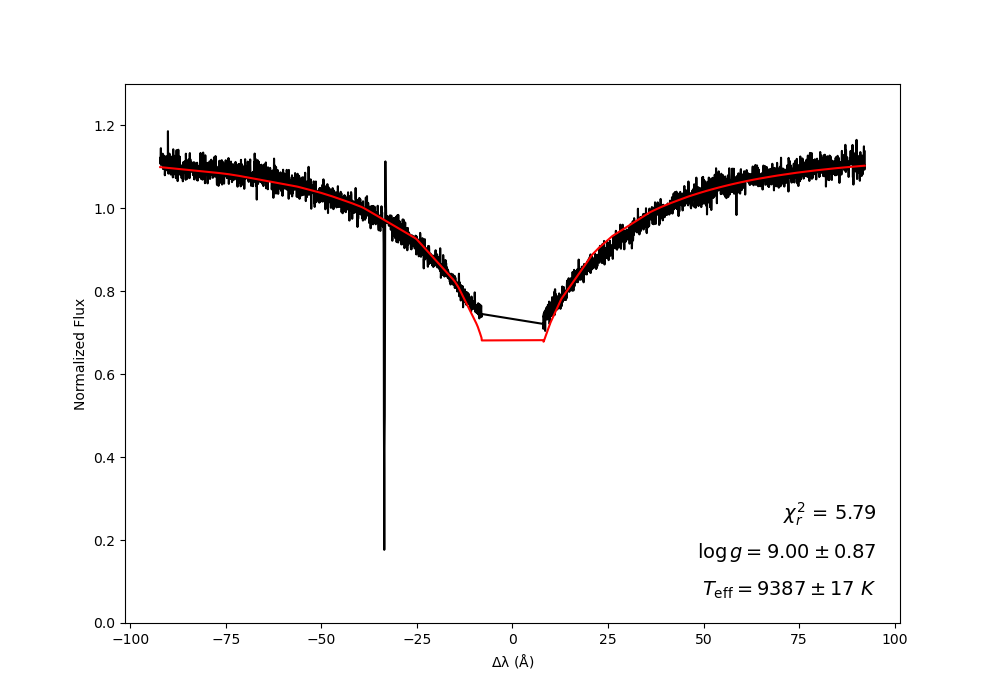 1.2
1.0
0.8
0.6
0.4
0.2
0.0
Normalized Flux
−100 −75 −50 −25 0 25 50 75 100
Δλ (Å)
χ²ᵣ = 5.79
log g = 9.00 ± 0.87
T_eff = 9387 ± 17 K